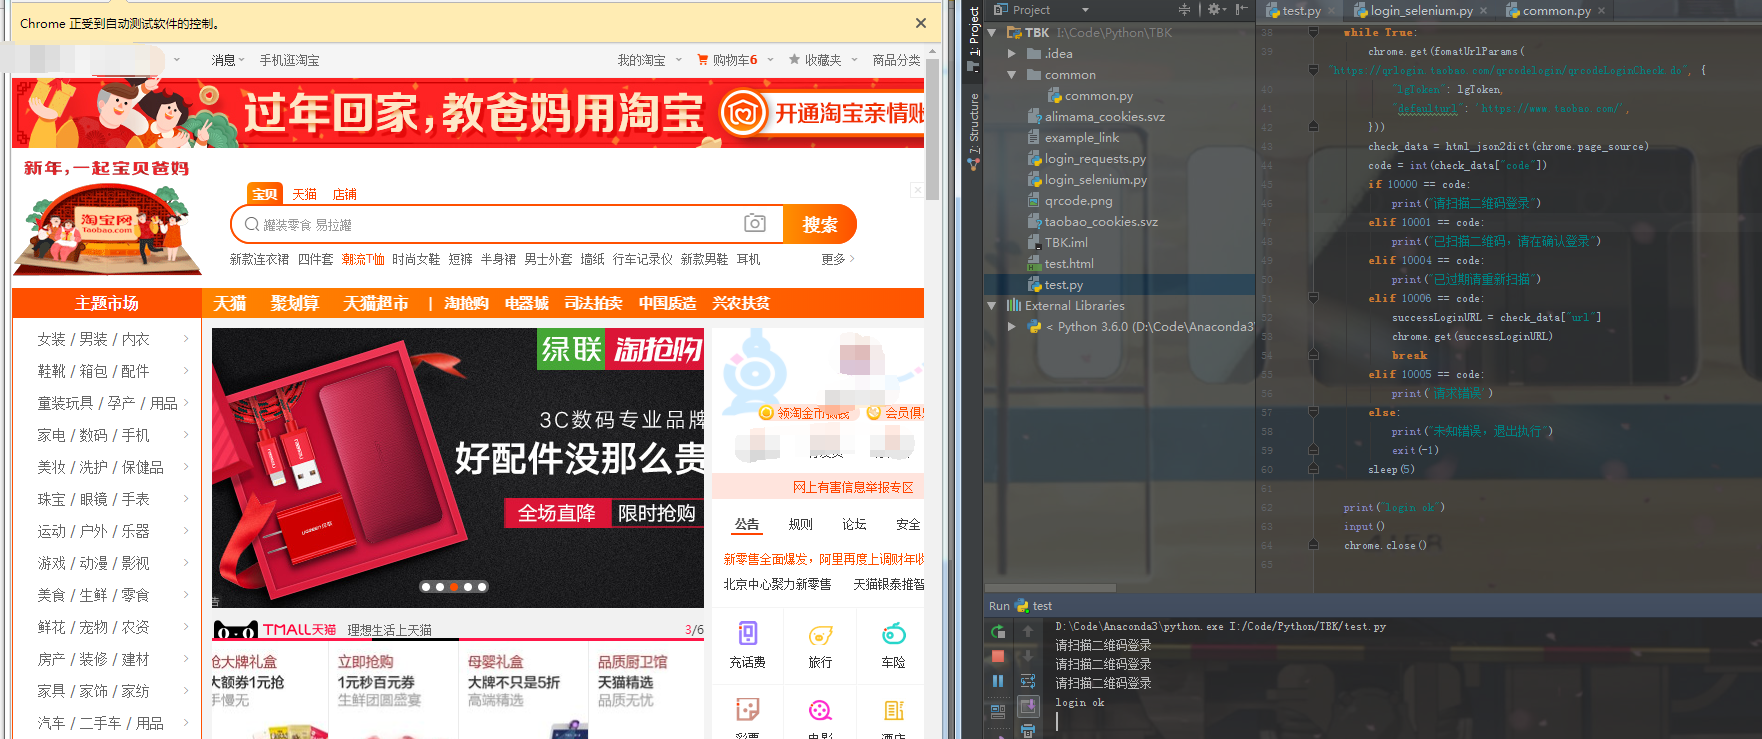 Chrome 正受到自动测试软件的控制。
消息 手机逛淘宝 我的淘宝 购物车6 收藏夹 商品分类
过年回家,教爸妈用淘宝 开通淘宝亲情账
新年,一起宝贝爸妈
淘宝网
Taobao.com
宝贝 天猫 店铺
罐装零食 易拉罐 搜索
新款连衣裙 四件套 潮流T恤 时尚女鞋 短裤 半身裙 男士外套 墙纸 行车记录仪 新款男鞋 耳机 更多
主题市场 天猫 聚划算 天猫超市 | 淘抢购 电器城 司法拍卖 中国质造 兴农扶贫
女装 / 男装 / 内衣
鞋靴 / 箱包 / 配件
童装玩具 / 孕产 / 用品
家电 / 数码 / 手机
美妆 / 洗护 / 保健品
珠宝 / 眼镜 / 手表
运动 / 户外 / 乐器
游戏 / 动漫 / 影视
美食 / 生鲜 / 零食
鲜花 / 宠物 / 农资
房产 / 装修 / 建材
家具 / 家饰 / 家纺
汽车 / 二手车 / 用品
绿联 淘抢购
3C数码专业品牌
好配件没那么贵
全场直降 限时抢购
告
TMALL天猫 理想生活上天猫 3/6
抢大牌礼盒
大额券1元抢
手慢无
立即抢购
1元秒百元券
生鲜团圆盛宴
母婴礼盒
大牌不只是5折
高端精选
品质厨卫馆
天猫精选
品质无忧
领淘金币 会员俱
网上有害信息举报专区
公告 规则 论坛 安全
新零售全面爆发，阿里再度上调财年收
北京中心聚力新零售 天猫银泰推智
充话费 旅行 车险
彩票 电影 酒店
1: Project
7: Structure
Project
TBK I:\Code\Python\TBK
.idea
common
common.py
alimama_cookies.svz
example_link
login_requests.py
login_selenium.py
qrcode.png
taobao_cookies.svz
TBK.iml
test.html
test.py
External Libraries
< Python 3.6.0 (D:\Code\Anaconda3
test.py login_selenium.py common.py
38 while True:
39 chrome.get(fomatUrlParams(
"https://qrlogin.taobao.com/qrcodelogin/qrcodeLoginCheck.do", {
40 "lgToken": lgToken,
41 "defaulturl": 'https://www.taobao.com/',
42 }))
43 check_data = html_json2dict(chrome.page_source)
44 code = int(check_data["code"])
45 if 10000 == code:
46 print("请扫描二维码登录")
47 elif 10001 == code:
48 print("已扫描二维码，请在确认登录")
49 elif 10004 == code:
50 print("已过期请重新扫描")
51 elif 10006 == code:
52 successLoginURL = check_data["url"]
53 chrome.get(successLoginURL)
54 break
55 elif 10005 == code:
56 print('请求错误')
57 else:
58 print("未知错误，退出执行")
59 exit(-1)
60 sleep(5)
61
62 print("login ok")
63 input()
64 chrome.close()
65
Run test
D:\Code\Anaconda3\python.exe I:/Code/Python/TBK/test.py
请扫描二维码登录
请扫描二维码登录
请扫描二维码登录
login ok